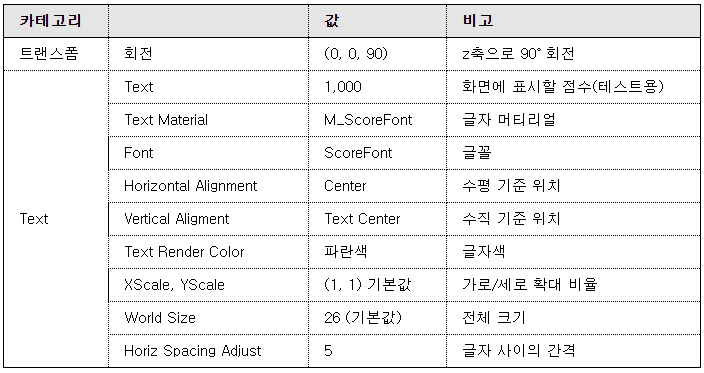 카테고리 값 비고
트랜스폼 회전 (0, 0, 90) z축으로 90˚ 회전
Text 1,000 화면에 표시할 점수(테스트용)
Text Material M_ScoreFont 글자 머티리얼
Font ScoreFont 글꼴
Horizontal Alignment Center 수평 기준 위치
Text Vertical Aligment Text Center 수직 기준 위치
Text Render Color 파란색 글자색
XScale, YScale (1, 1) 기본값 가로/세로 확대 비율
World Size 26 (기본값) 전체 크기
Horiz Spacing Adjust 5 글자 사이의 간격